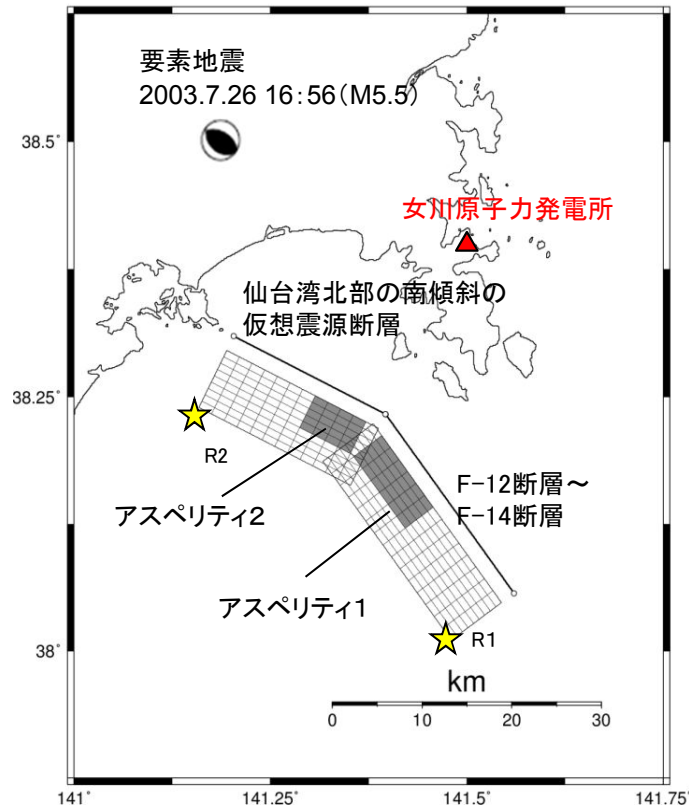 要素地震
2003.7.26 16:56(M5.5)
38.5°
女川原子力発電所
仙台湾北部の南傾斜の
仮想震源断層
38.25°
R2
F-12断層～
F-14断層
アスペリティ2
アスペリティ1
38°
R1
km
0 10 20 30
141° 141.25° 141.5° 141.75°